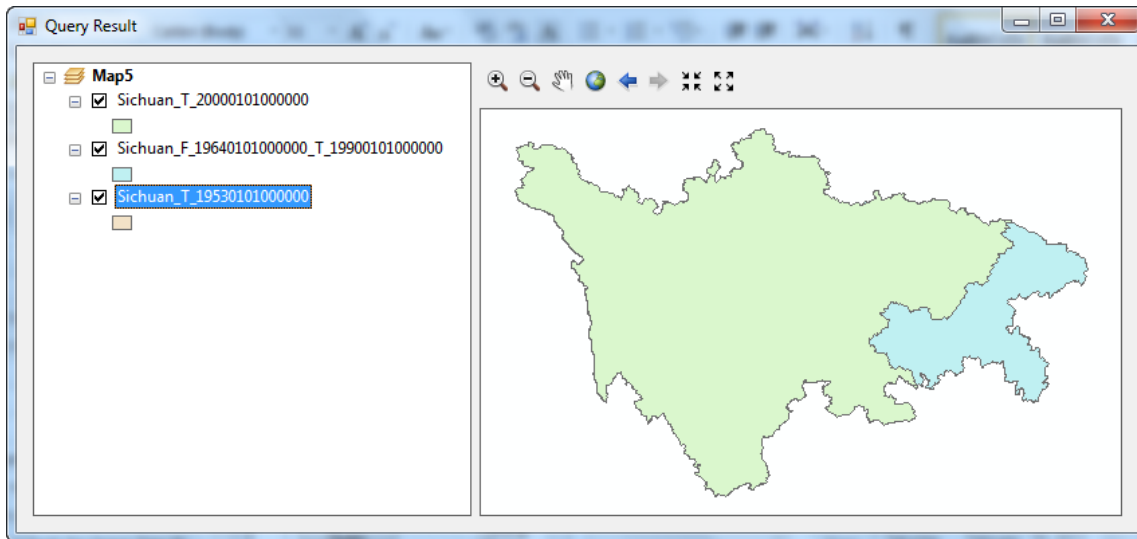 Query Result
Map5
Sichuan_T_20000101000000
Sichuan_F_19640101000000_T_19900101000000
Sichuan_T_19530101000000